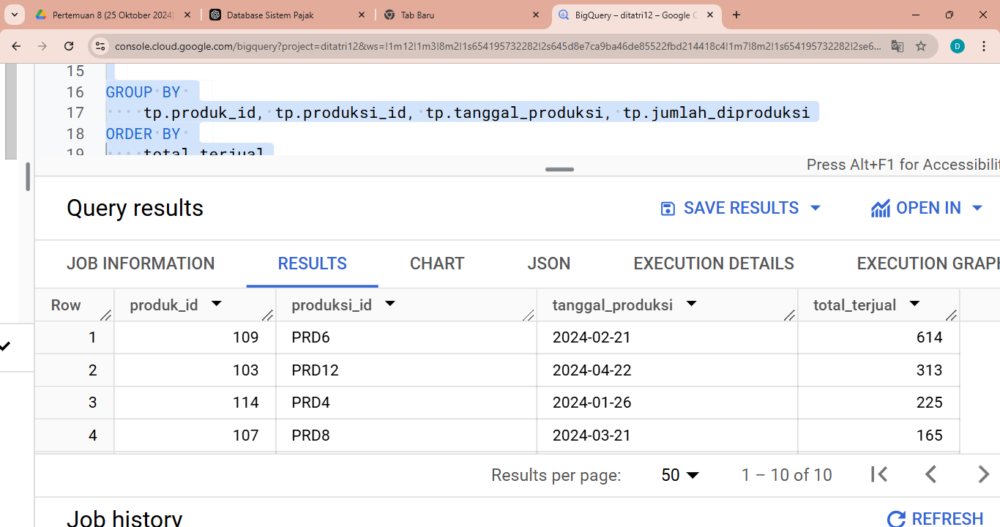 Pertemuan 8 (25 Oktober 2024)
Database Sistem Pajak
Tab Baru
BigQuery – ditatri12 – Google C
console.cloud.google.com/bigquery?project=ditatri12&ws=!1m12!1m3!8m2!1s654195732282!2s645d8e7ca9ba46de85522fbd214418c4!1m7!8m2!1s654195732282!2se6...
D
15
16 GROUP BY
17 tp.produk_id, tp.produksi_id, tp.tanggal_produksi, tp.jumlah_diproduksi
18 ORDER BY
19 total_terjual
Press Alt+F1 for Accessibilit
Query results
SAVE RESULTS
OPEN IN
JOB INFORMATION RESULTS CHART JSON EXECUTION DETAILS EXECUTION GRAPH
Row produk_id produksi_id tanggal_produksi total_terjual
1 109 PRD6 2024-02-21 614
2 103 PRD12 2024-04-22 313
3 114 PRD4 2024-01-26 225
4 107 PRD8 2024-03-21 165
Results per page: 50 1 – 10 of 10
Job history
REFRESH